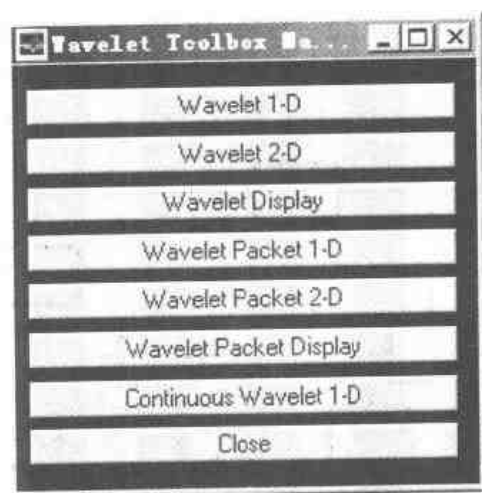 Wavelet Toolbox Ma...
Wavelet 1-D
Wavelet 2-D
Wavelet Display
Wavelet Packet 1-D
Wavelet Packet 2-D
Wavelet Packet Display
Continuous Wavelet 1-D
Close